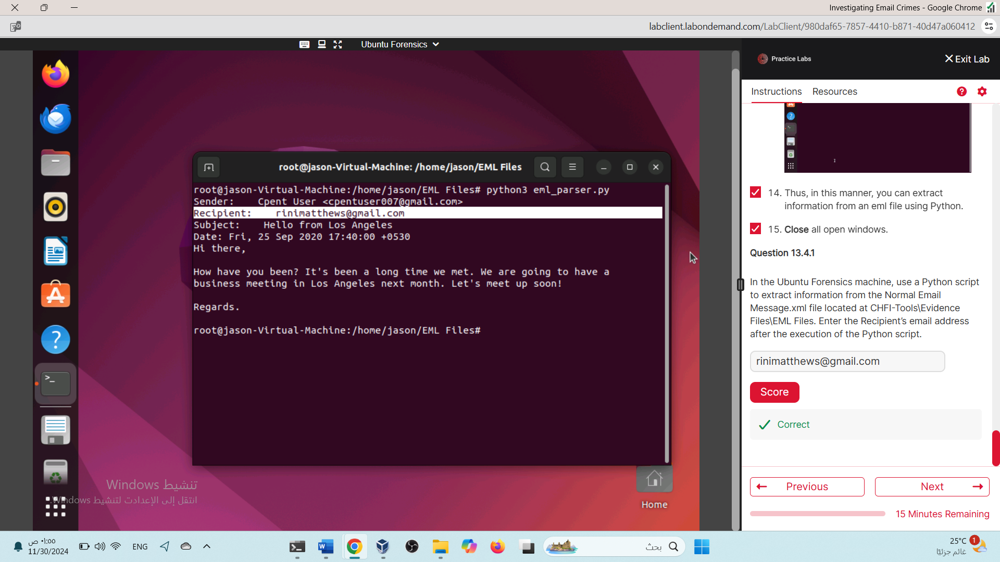 Investigating Email Crimes - Google Chrome
labclient.labondemand.com/LabClient/980daf65-7857-4410-b871-40d47a060412
Ubuntu Forensics
Practice Labs
Exit Lab
Instructions
Resources
root@jason-Virtual-Machine: /home/jason/EML Files
root@jason-Virtual-Machine:/home/jason/EML Files# python3 eml_parser.py
Sender:    Cpent User <cpentuser007@gmail.com>
Recipient:    rinimatthews@gmail.com
Subject:    Hello from Los Angeles
Date: Fri, 25 Sep 2020 17:40:00 +0530
Hi there,
How have you been? It's been a long time we met. We are going to have a
business meeting in Los Angeles next month. Let's meet up soon!
Regards.
root@jason-Virtual-Machine:/home/jason/EML Files#
Home
تنشيط Windows
انتقل إلى الإعدادت لتنشيط Windows.
14. Thus, in this manner, you can extract
information from an eml file using Python.
15. Close all open windows.
Question 13.4.1
In the Ubuntu Forensics machine, use a Python script
to extract information from the Normal Email
Message.xml file located at CHFI-Tools\Evidence
Files\EML Files. Enter the Recipient’s email address
after the execution of the Python script.
rinimatthews@gmail.com
Score
Correct
Previous
Next
15 Minutes Remaining
٠١:٥٥ ص
11/30/2024
ENG
بحث
25°C
1
غائم جزئيًا